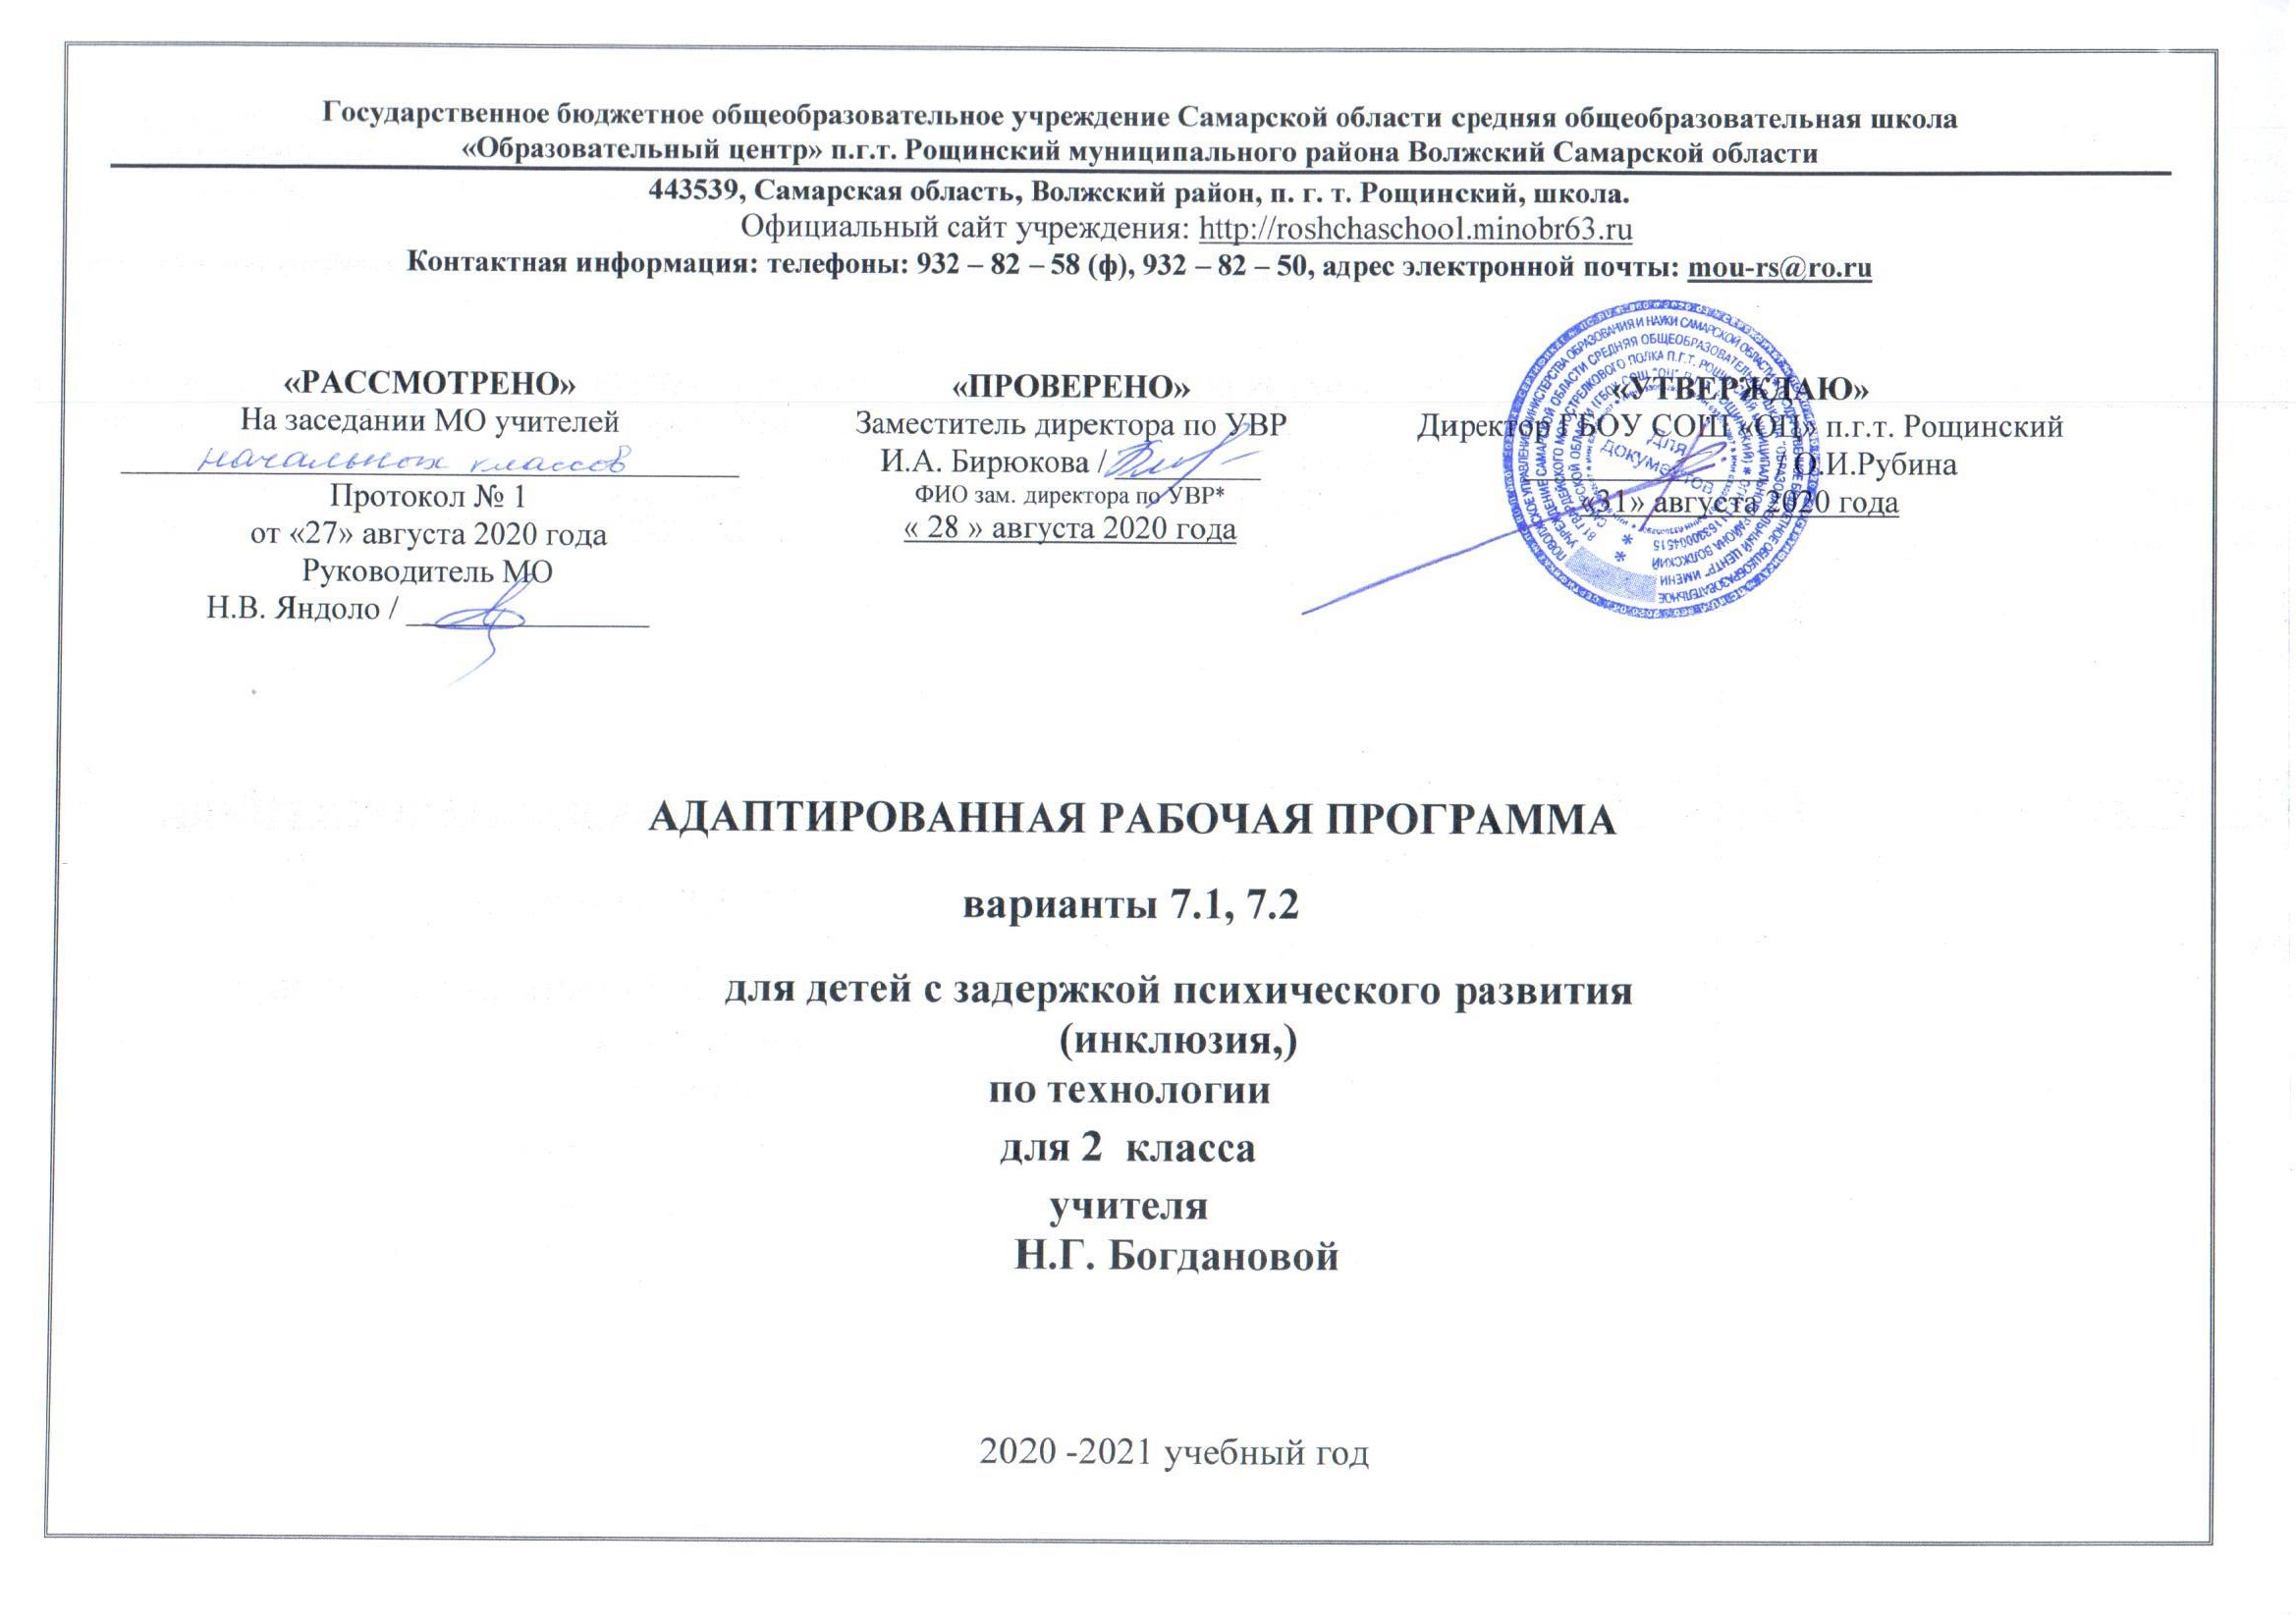 Государственное бюджетное общеобразовательное учреждение Самарской области средняя общеобразовательная школа
«Образовательный центр» п.г.т. Рощинский муниципального района Волжский Самарской области
443539, Самарская область, Волжский район, п. г. т. Рощинский, школа.
Официальный сайт учреждения: http://roshchaschool.minobr63.ru
Контактная информация: телефоны: 932 – 82 – 58 (ф), 932 – 82 – 50, адрес электронной почты: mou-rs@ro.ru
«РАССМОТРЕНО»
На заседании МО учителей
начальных классов
Протокол № 1
от «27» августа 2020 года
Руководитель МО
Н.В. Яндоло /
«ПРОВЕРЕНО»
Заместитель директора по УВР
И.А. Бирюкова /
ФИО зам. директора по УВР*
« 28 » августа 2020 года
«УТВЕРЖДАЮ»
Директор ГБОУ СОШ «ОЦ» п.г.т. Рощинский
/ О.И.Рубина
«31» августа 2020 года
Для
документов
АДАПТИРОВАННАЯ РАБОЧАЯ ПРОГРАММА
варианты 7.1, 7.2
для детей с задержкой психического развития
(инклюзия,)
по технологии
для 2 класса
учителя
Н.Г. Богдановой
2020 -2021 учебный год